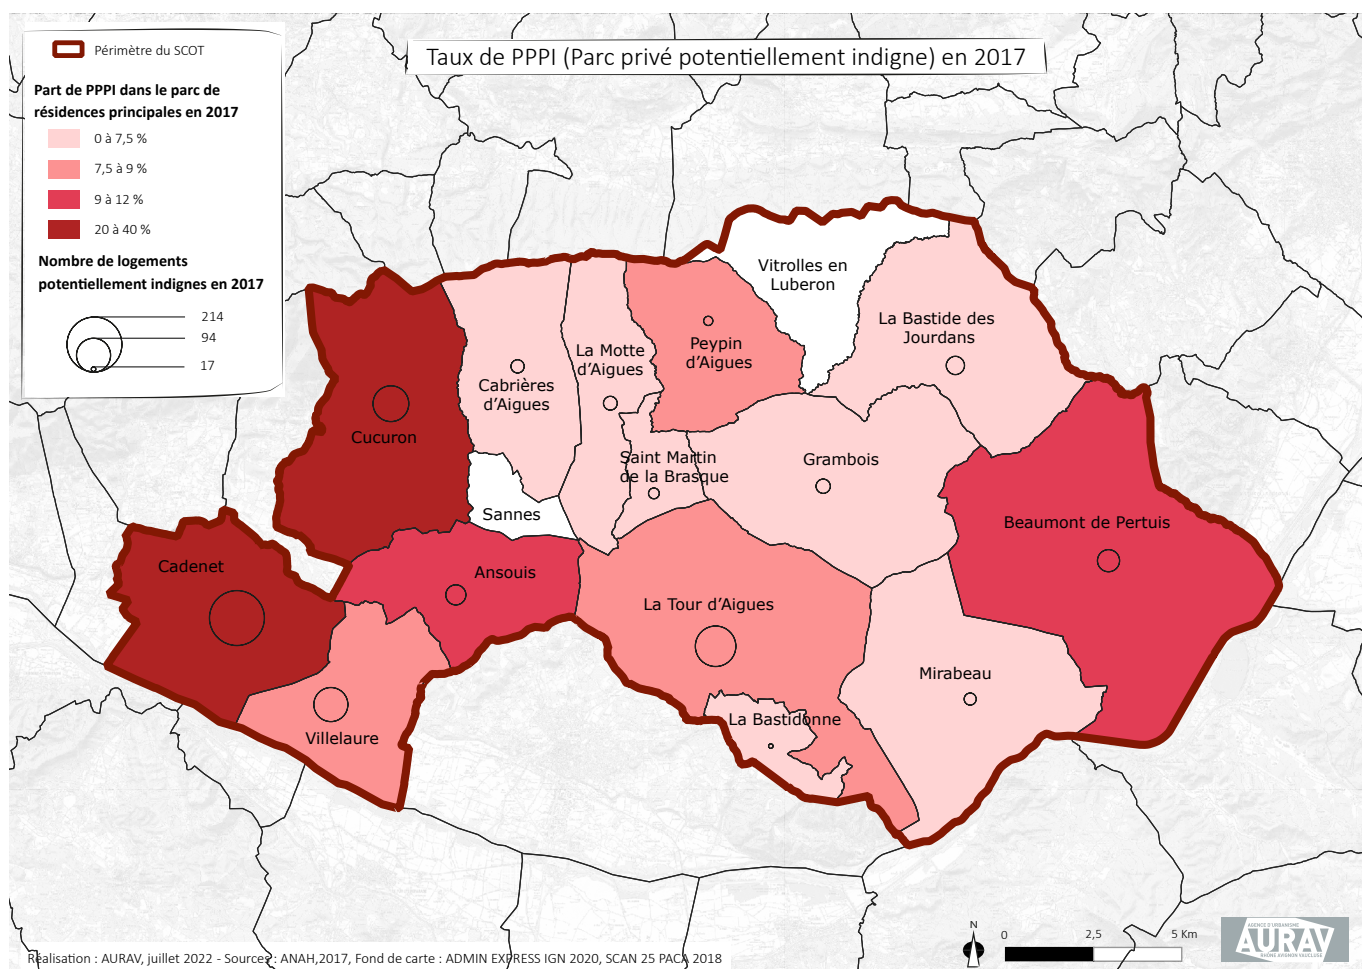 Taux de PPPI (Parc privé potentiellement indigne) en 2017
Périmètre du SCOT
Part de PPPI dans le parc de
résidences principales en 2017
0 à 7,5 %
7,5 à 9 %
9 à 12 %
20 à 40 %
Nombre de logements
potentiellement indignes en 2017
214
94
17
Vitrolles en
Luberon
La Bastide des
Jourdans
Peypin
d'Aigues
La Motte
d'Aigues
Cabrières
d'Aigues
Cucuron
Saint Martin
de la Brasque
Grambois
Sannes
Beaumont de Pertuis
Cadenet
Ansouis
La Tour d'Aigues
Mirabeau
La Bastidonne
Villelaure
N
0
2,5
5 Km
AGENCE D'URBANISME
AURAV
RHÔNE AVIGNON VAUCLUSE
Réalisation : AURAV, juillet 2022 - Sources : ANAH,2017, Fond de carte : ADMIN EXPRESS IGN 2020, SCAN 25 PACA 2018